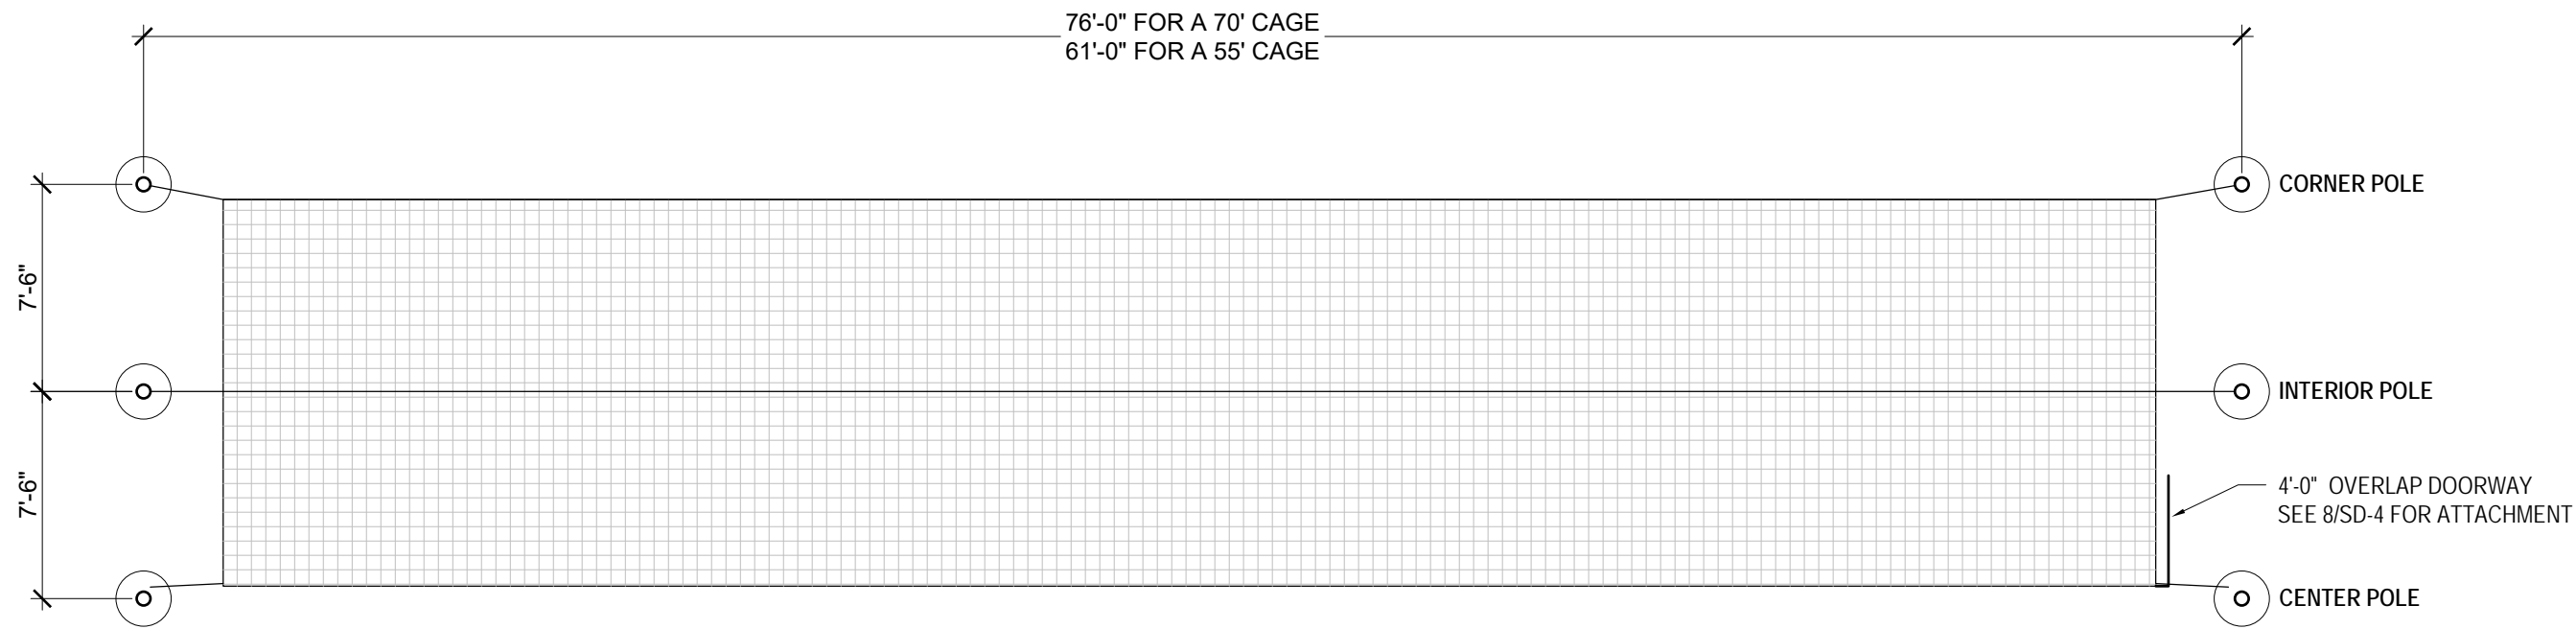 76'-0" FOR A 70' CAGE
61'-0" FOR A 55' CAGE
CORNER POLE
7'-6"
INTERIOR POLE
7'-6"
4'-0" OVERLAP DOORWAY
SEE 8/SD-4 FOR ATTACHMENT
CENTER POLE